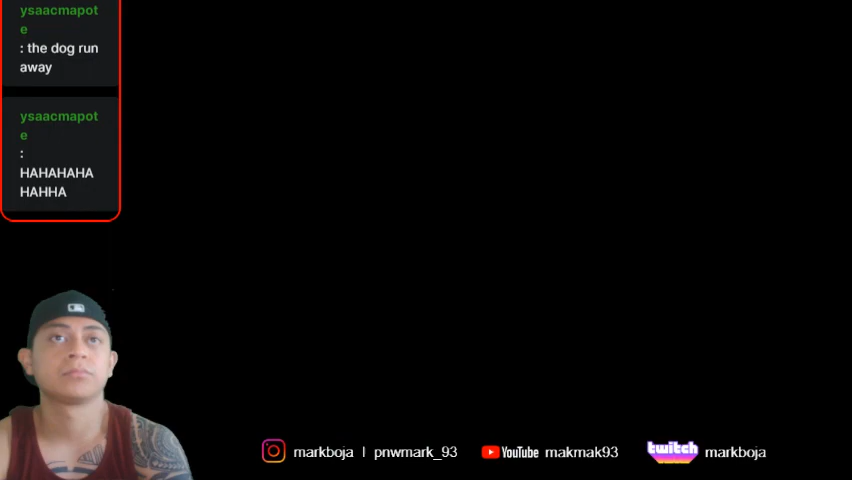 ysaacmapot
e
: the dog run
away
ysaacmapot
e
:
HAHAHAHA
HAHHA
markboja | pnwmark_93 YouTube makmak93 twitch markboja